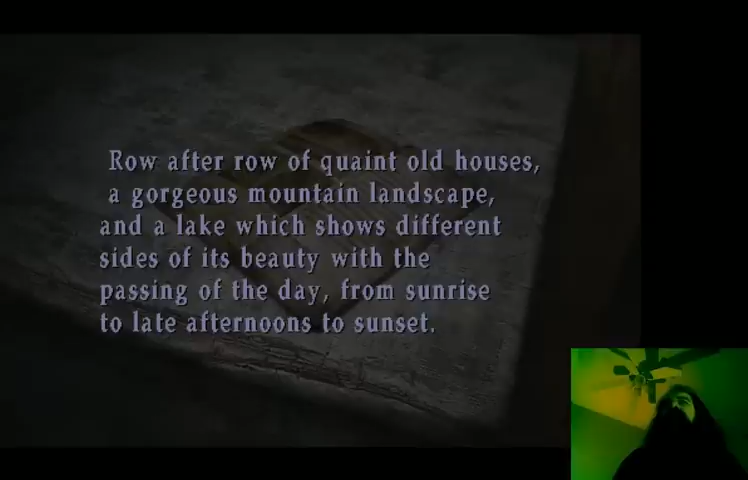 Row after row of quaint old houses,
a gorgeous mountain landscape,
and a lake which shows different
sides of its beauty with the
passing of the day, from sunrise
to late afternoons to sunset.